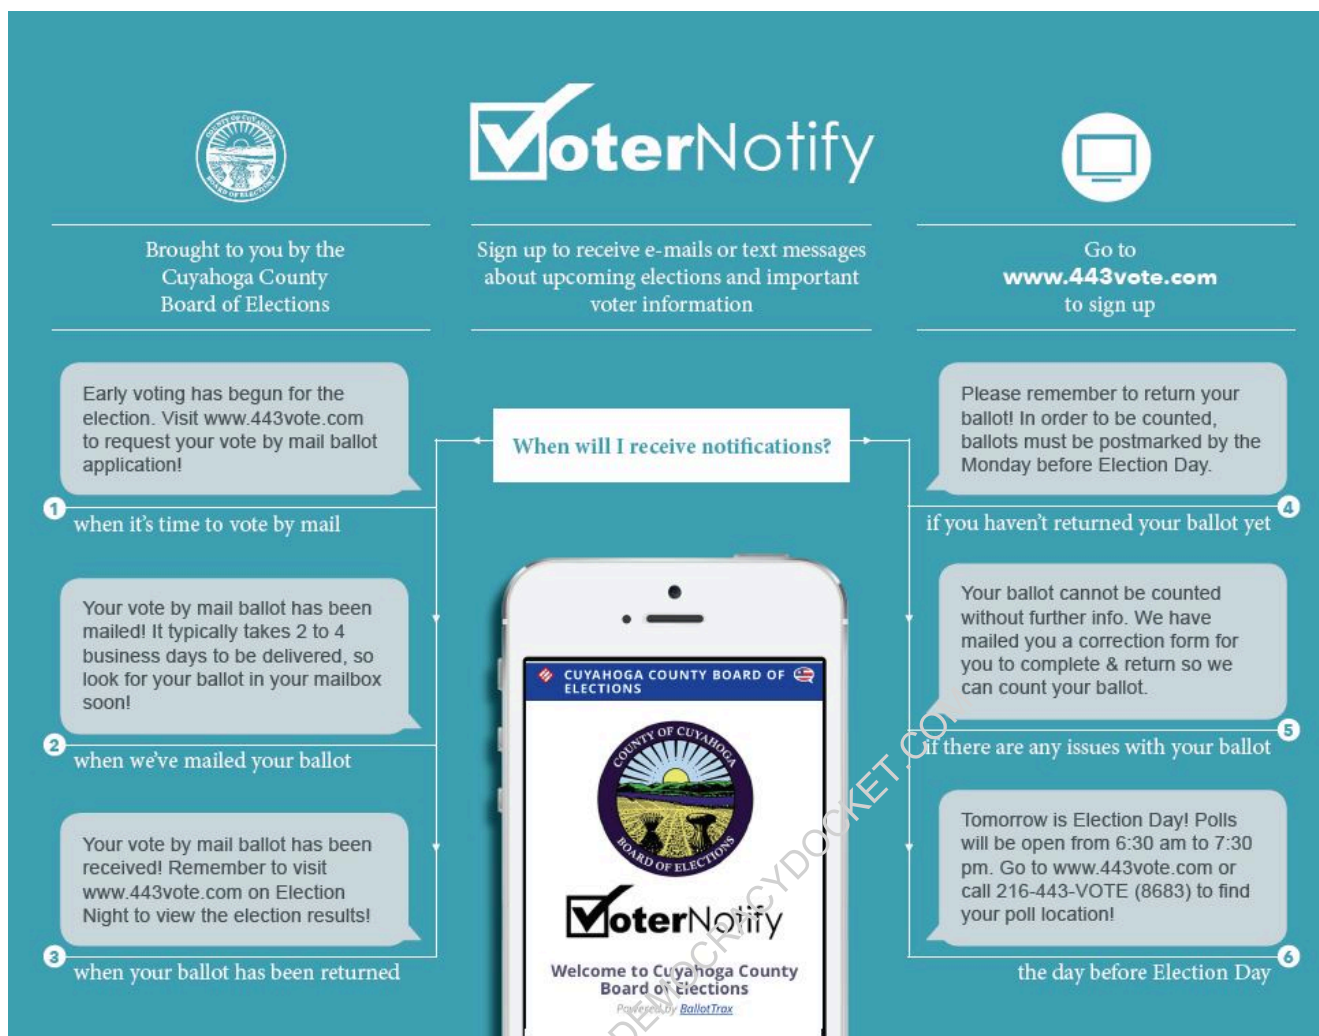 COUNTY OF CUYAHOGA
BOARD OF ELECTIONS
VoterNotify
Brought to you by the
Cuyahoga County
Board of Elections
Sign up to receive e-mails or text messages
about upcoming elections and important
voter information
Go to
www.443vote.com
to sign up
When will I receive notifications?
Early voting has begun for the
election. Visit www.443vote.com
to request your vote by mail ballot
application!
1
when it's time to vote by mail
Your vote by mail ballot has been
mailed! It typically takes 2 to 4
business days to be delivered, so
look for your ballot in your mailbox
soon!
2
when we've mailed your ballot
Your vote by mail ballot has been
received! Remember to visit
www.443vote.com on Election
Night to view the election results!
3
when your ballot has been returned
Please remember to return your
ballot! In order to be counted,
ballots must be postmarked by the
Monday before Election Day.
4
if you haven't returned your ballot yet
Your ballot cannot be counted
without further info. We have
mailed you a correction form for
you to complete & return so we
can count your ballot.
5
if there are any issues with your ballot
Tomorrow is Election Day! Polls
will be open from 6:30 am to 7:30
pm. Go to www.443vote.com or
call 216-443-VOTE (8683) to find
your poll location!
6
the day before Election Day
CUYAHOGA COUNTY BOARD OF
ELECTIONS
COUNTY OF CUYAHOGA
BOARD OF ELECTIONS
VoterNotify
Welcome to Cuyahoga County
Board of Elections
Powered by BallotTrax
DEMOCRACYDOCKET.COM